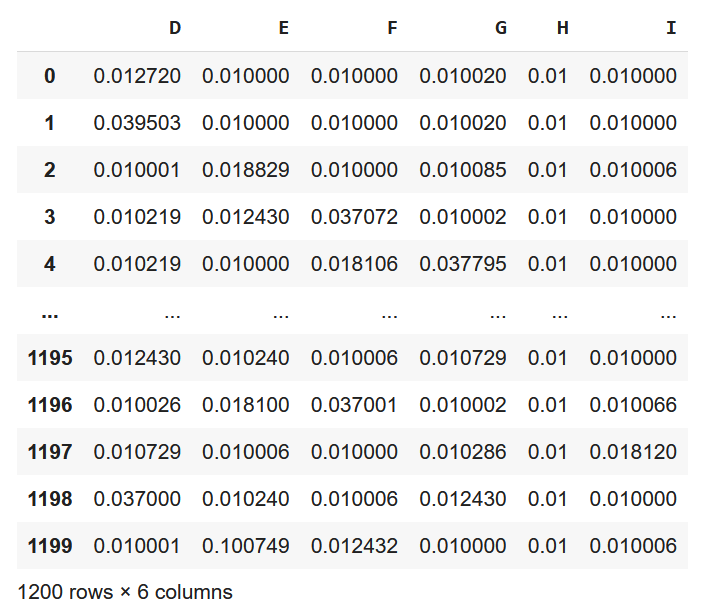 D E F G H I
0 0.012720 0.010000 0.010000 0.010020 0.01 0.010000
1 0.039503 0.010000 0.010000 0.010020 0.01 0.010000
2 0.010001 0.018829 0.010000 0.010085 0.01 0.010006
3 0.010219 0.012430 0.037072 0.010002 0.01 0.010000
4 0.010219 0.010000 0.018106 0.037795 0.01 0.010000
... ... ... ... ... ... ...
1195 0.012430 0.010240 0.010006 0.010729 0.01 0.010000
1196 0.010026 0.018100 0.037001 0.010002 0.01 0.010066
1197 0.010729 0.010006 0.010000 0.010286 0.01 0.018120
1198 0.037000 0.010240 0.010006 0.012430 0.01 0.010000
1199 0.010001 0.100749 0.012432 0.010000 0.01 0.010006
1200 rows × 6 columns